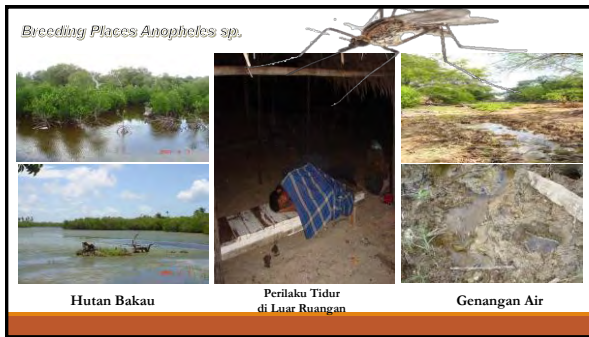 Breeding Places Anopheles sp.
Hutan Bakau
Perilaku Tidur
di Luar Ruangan
Genangan Air